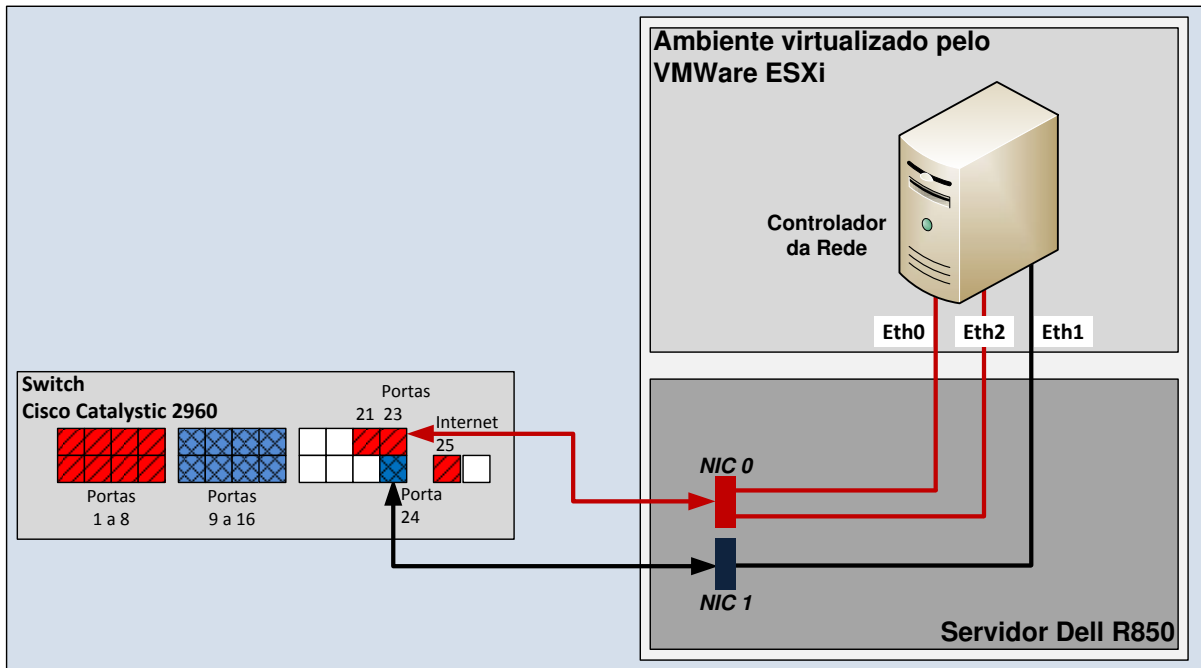 Ambiente virtualizado pelo
VMWare ESXi
Controlador
da Rede
Eth0
Eth2
Eth1
Switch
Cisco Catalystic 2960
Portas
21 23
Internet
25
Portas
1 a 8
Portas
9 a 16
Porta
24
NIC 0
NIC 1
Servidor Dell R850